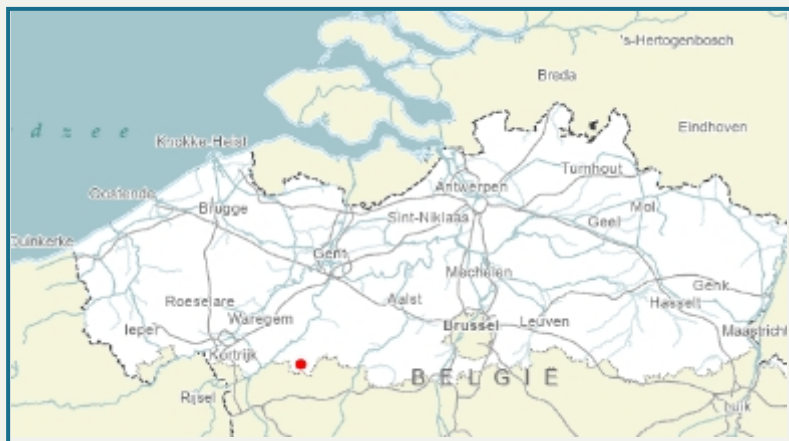 's-Hertogenbosch
Breda
Eindhoven
d z e e
Knokke-Heist
Turnhout
Antwerpen
Oostende
Brugge
Sint-Niklaas
Geel
Mol
Duinkerke
Gent
Mechelen
Genk
Roeselare
Aalst
Hasselt
Ieper
Waregem
Brussel
Leuven
Maastricht
Kortrijk
BELGIË
Rijsel
Luik